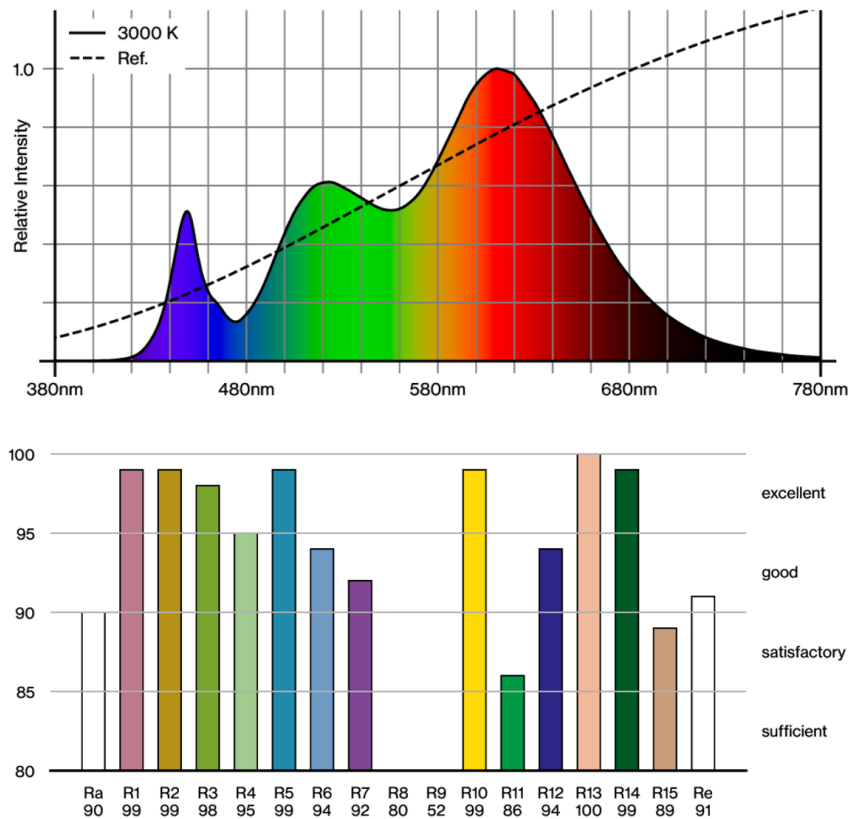 3000 K
Ref.
1.0
Relative Intensity
380nm 480nm 580nm 680nm 780nm
100
excellent
95
good
90
satisfactory
85
sufficient
80
Ra R1 R2 R3 R4 R5 R6 R7 R8 R9 R10 R11 R12 R13 R14 R15 Re
90 99 99 98 95 99 94 92 80 52 99 86 94 100 99 89 91